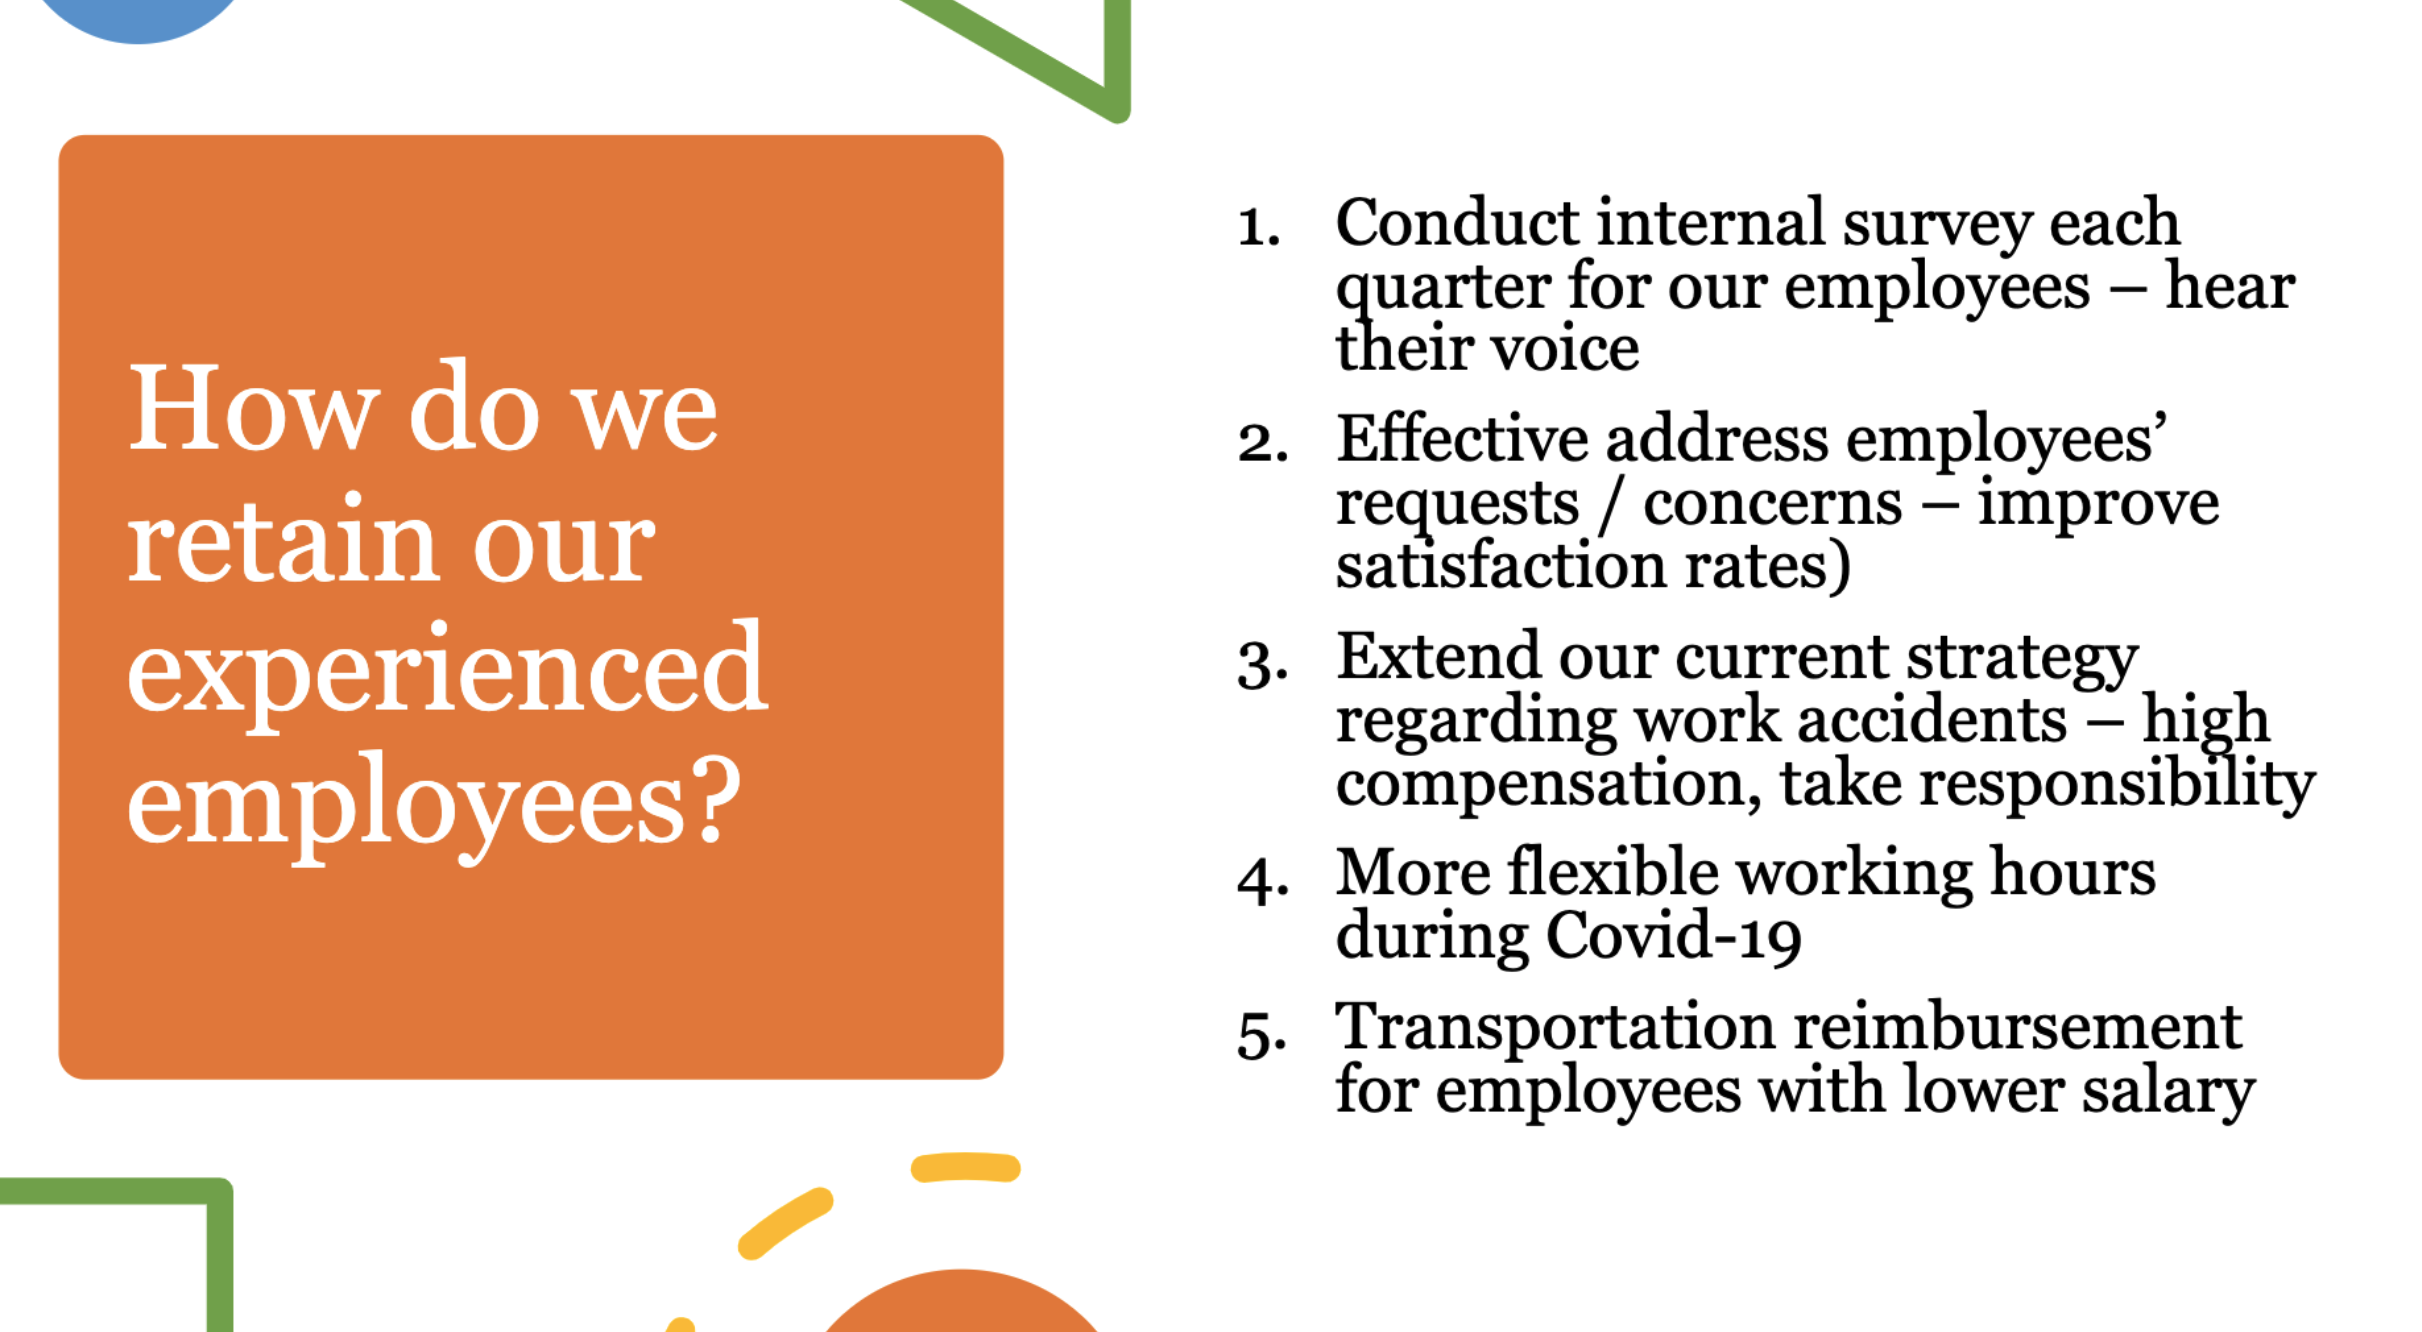 How do we
retain our
experienced
employees?
1. Conduct internal survey each
quarter for our employees – hear
their voice
2. Effective address employees’
requests / concerns – improve
satisfaction rates)
3. Extend our current strategy
regarding work accidents – high
compensation, take responsibility
4. More flexible working hours
during Covid-19
5. Transportation reimbursement
for employees with lower salary